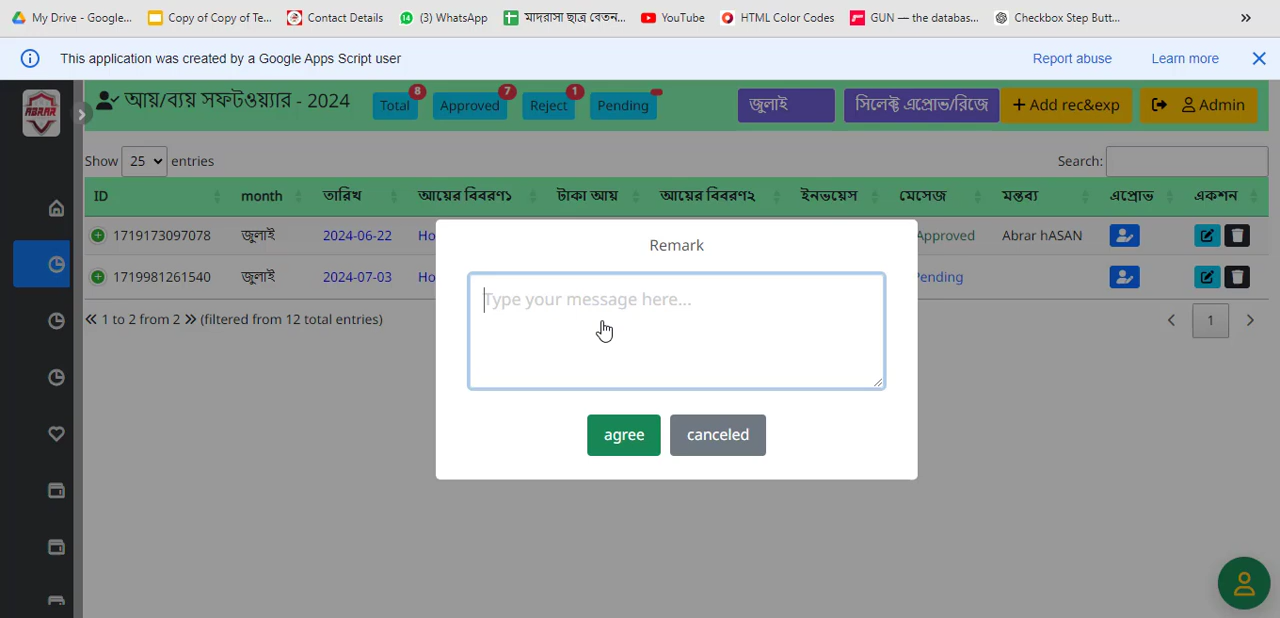 My Drive - Google... Copy of Copy of Te... Contact Details (3) WhatsApp মাদরাসা ছাত্র বেতন... YouTube HTML Color Codes GUN — the databas... Checkbox Step Butt... »
This application was created by a Google Apps Script user Report abuse Learn more
ABRAR আয়/ব্যয় সফটওয়্যার - 2024 Total 8 Approved 7 Reject 1 Pending জুলাই সিলেক্ট এপ্রোভ/রিজে + Add rec&exp Admin
Show 25 entries Search:
ID month তারিখ আয়ের বিবরণ১ টাকা আয় আয়ের বিবরণ২ ইনভয়েস মেসেজ মন্তব্য এপ্রোভ একশন
1719173097078 জুলাই 2024-06-22 Ho Approved Abrar hASAN
1719981261540 জুলাই 2024-07-03 Ho Pending
« 1 to 2 from 2 » (filtered from 12 total entries) 1
Remark
Type your message here...
agree canceled